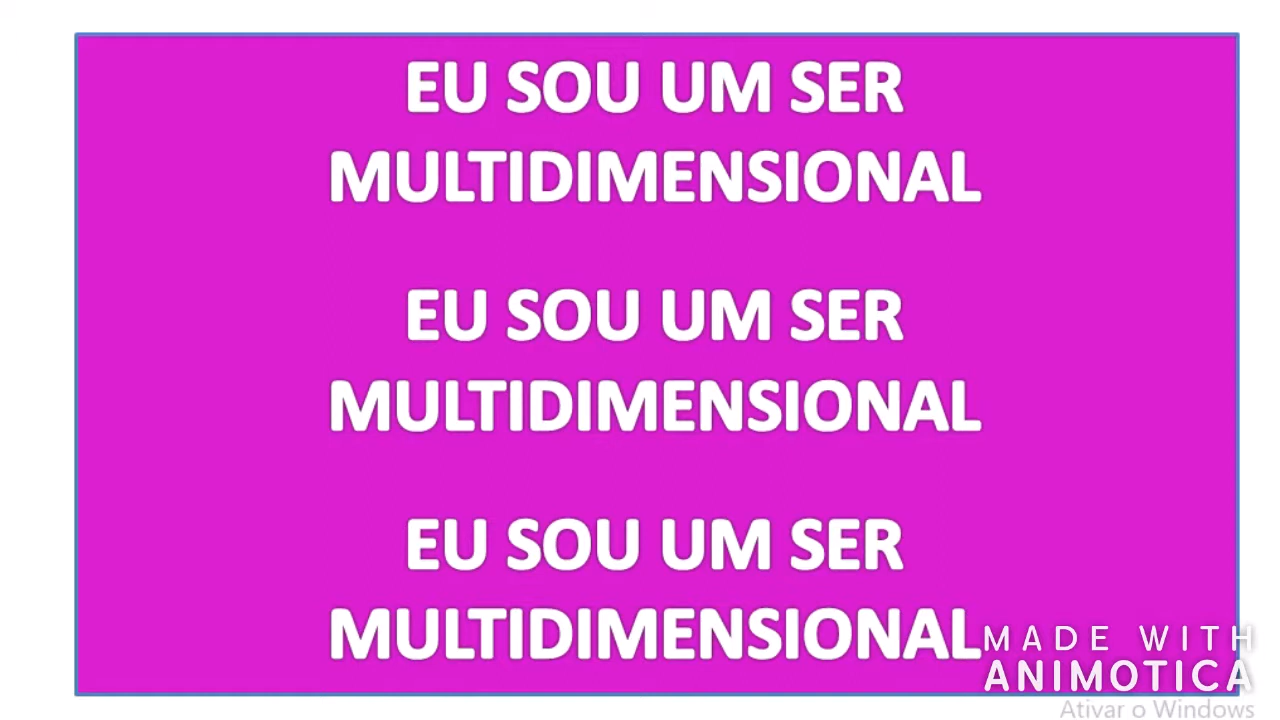 EU SOU UM SER
MULTIDIMENSIONAL
EU SOU UM SER
MULTIDIMENSIONAL
EU SOU UM SER
MULTIDIMENSIONAL
MADE WITH
ANIMOTICA
Ativar o Windows